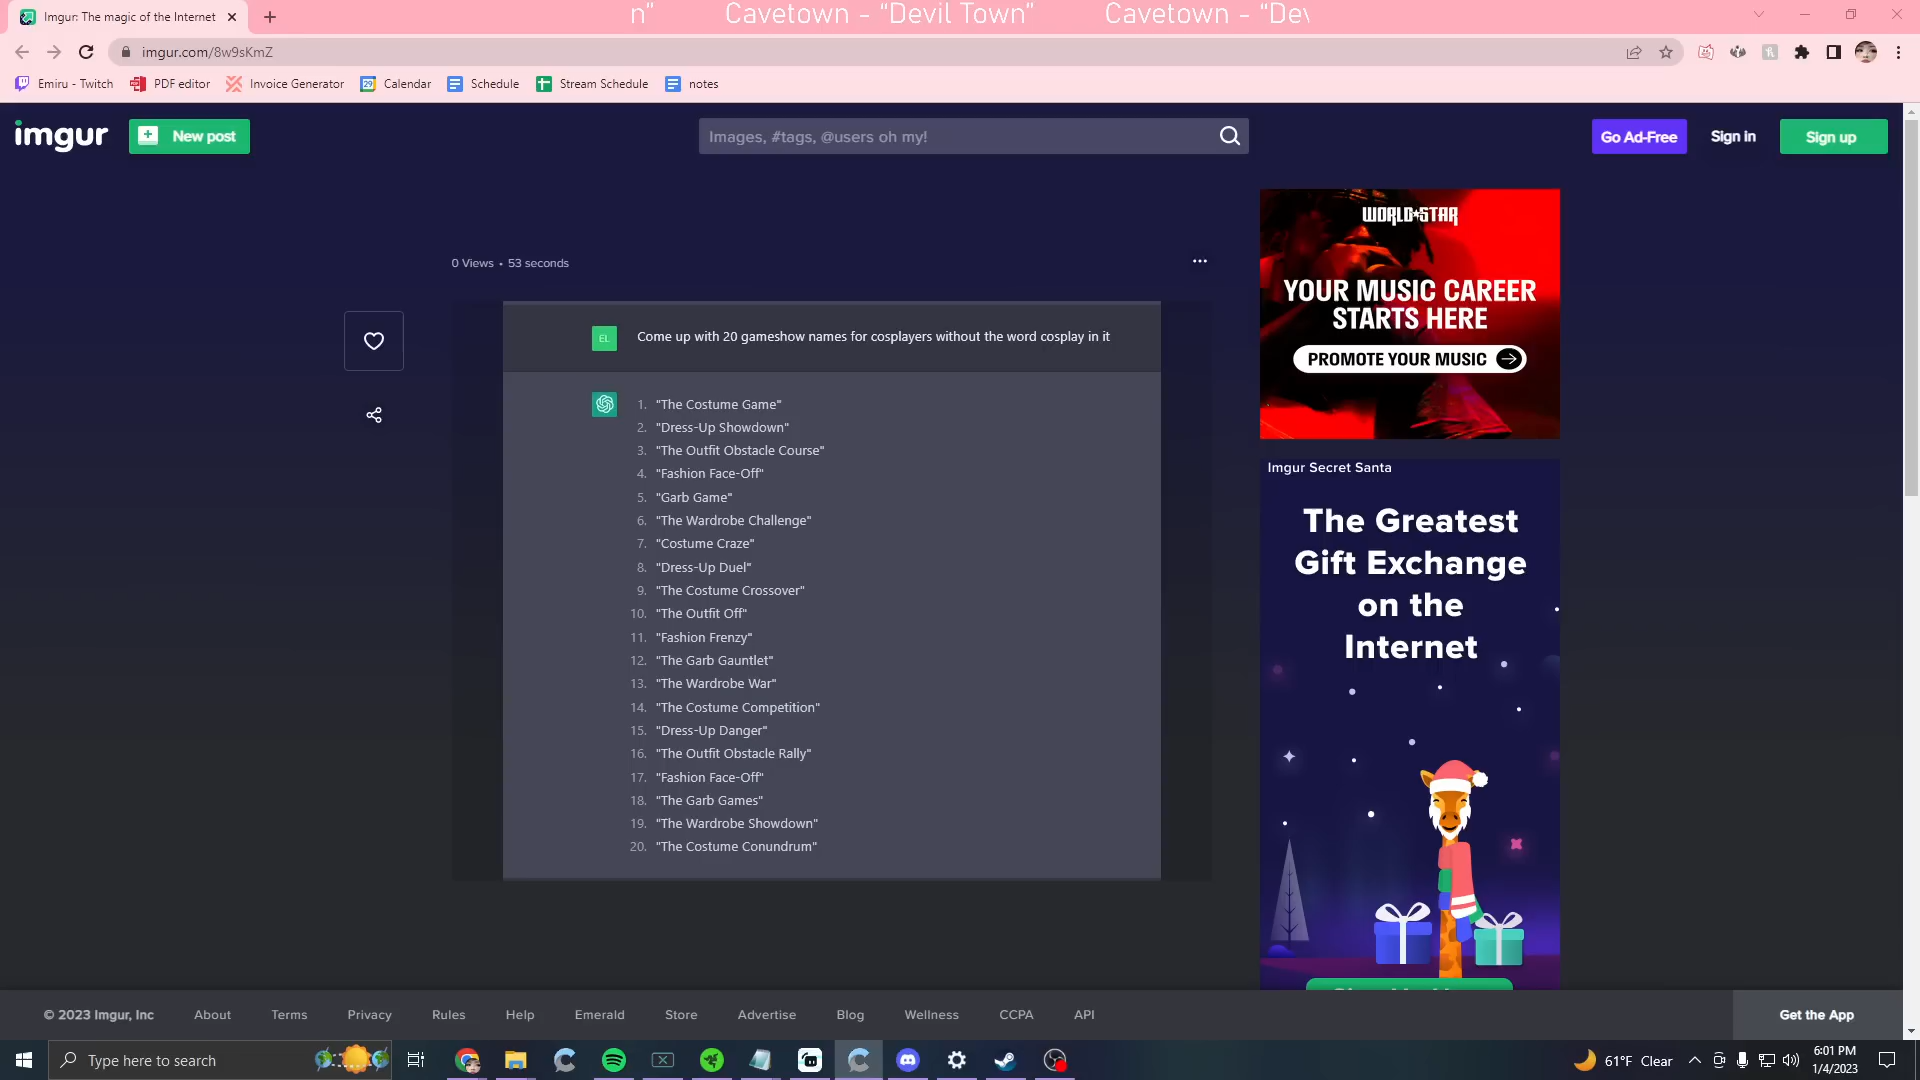 Imgur: The magic of the Internet
n" Cavetown - "Devil Town" Cavetown - "Dev
imgur.com/8w9sKmZ
Emiru - Twitch PDF editor Invoice Generator Calendar Schedule Stream Schedule notes
imgur New post Images, #tags, @users oh my! Go Ad-Free Sign in Sign up
0 Views • 53 seconds
EL Come up with 20 gameshow names for cosplayers without the word cosplay in it
1. "The Costume Game"
2. "Dress-Up Showdown"
3. "The Outfit Obstacle Course"
4. "Fashion Face-Off"
5. "Garb Game"
6. "The Wardrobe Challenge"
7. "Costume Craze"
8. "Dress-Up Duel"
9. "The Costume Crossover"
10. "The Outfit Off"
11. "Fashion Frenzy"
12. "The Garb Gauntlet"
13. "The Wardrobe War"
14. "The Costume Competition"
15. "Dress-Up Danger"
16. "The Outfit Obstacle Rally"
17. "Fashion Face-Off"
18. "The Garb Games"
19. "The Wardrobe Showdown"
20. "The Costume Conundrum"
WORLDSTAR
YOUR MUSIC CAREER
STARTS HERE
PROMOTE YOUR MUSIC
Imgur Secret Santa
The Greatest
Gift Exchange
on the
Internet
© 2023 Imgur, Inc About Terms Privacy Rules Help Emerald Store Advertise Blog Wellness CCPA API Get the App
Type here to search
61°F Clear
6:01 PM
1/4/2023